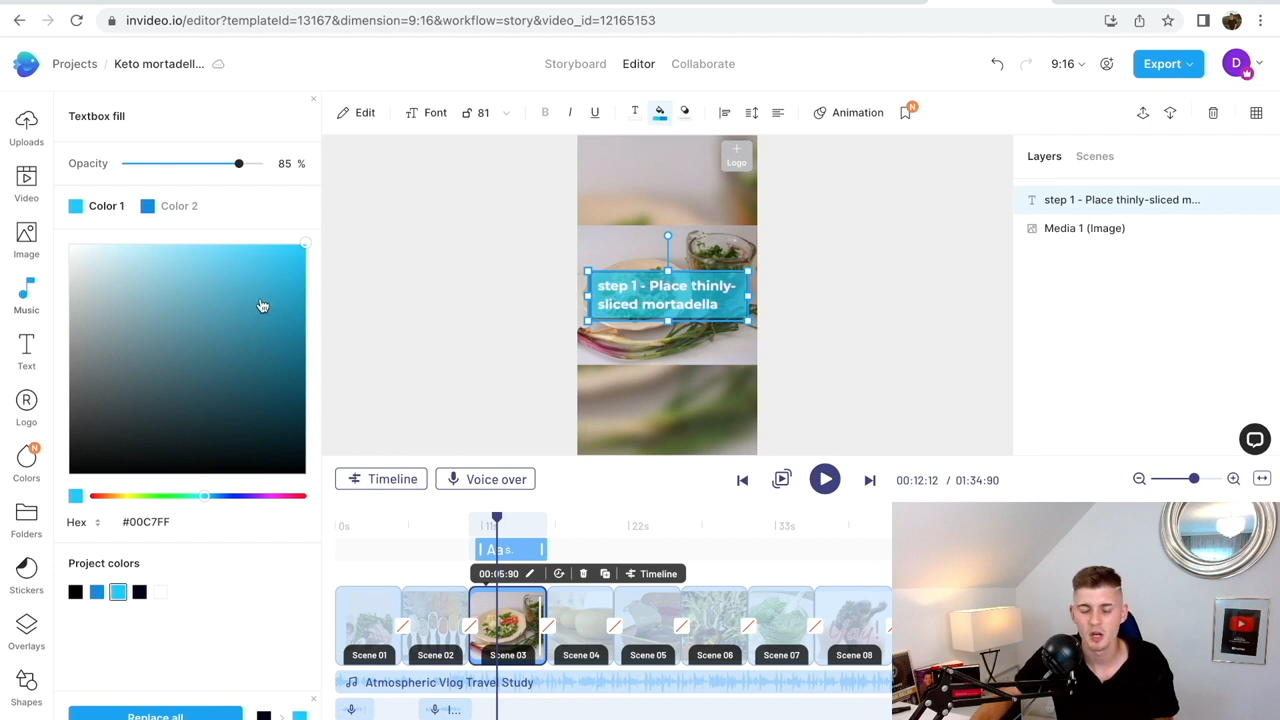 invideo.io/editor?templateId=13167&dimension=9:16&workflow=story&video_id=12165153
Projects
Keto mortadell...
Storyboard
Editor
Collaborate
9:16
Export
D
Uploads
Video
Image
Music
Text
Logo
Colors
N
Folders
Stickers
Overlays
Shapes
Textbox fill
Opacity
85 %
Color 1
Color 2
Hex
#00C7FF
Project colors
Replace all
Edit
Font
81
B
I
U
T
Animation
N
Logo
step 1 - Place thinly-
sliced mortadella
Layers
Scenes
step 1 - Place thinly-sliced m...
Media 1 (Image)
Timeline
Voice over
00:12:12 / 01:34:90
0s
11s
22s
33s
Aa s.
00:05:90
Timeline
Scene 01
Scene 02
Scene 03
Scene 04
Scene 05
Scene 06
Scene 07
Scene 08
Yay!
Atmospheric Vlog Travel Study
I...